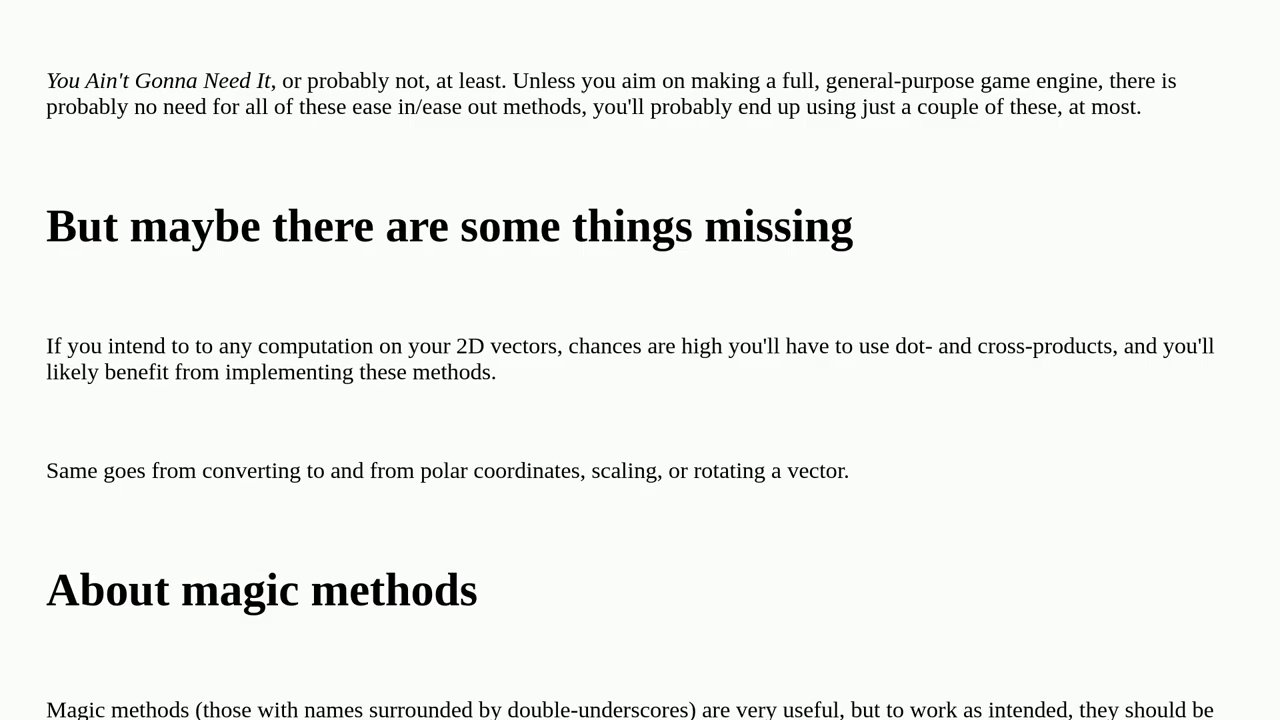 You Ain't Gonna Need It, or probably not, at least. Unless you aim on making a full, general-purpose game engine, there is
probably no need for all of these ease in/ease out methods, you'll probably end up using just a couple of these, at most.
But maybe there are some things missing
If you intend to to any computation on your 2D vectors, chances are high you'll have to use dot- and cross-products, and you'll
likely benefit from implementing these methods.
Same goes from converting to and from polar coordinates, scaling, or rotating a vector.
About magic methods
Magic methods (those with names surrounded by double-underscores) are very useful, but to work as intended, they should be